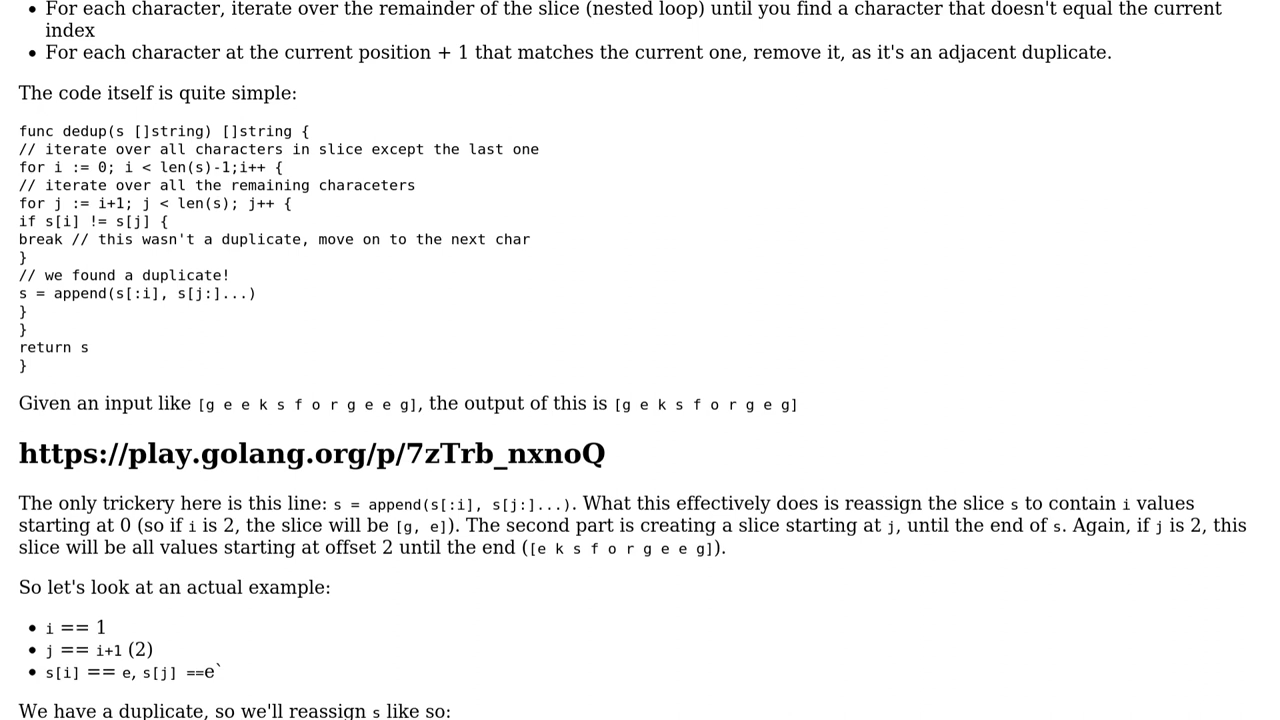 • For each character, iterate over the remainder of the slice (nested loop) until you find a character that doesn't equal the current
index
• For each character at the current position + 1 that matches the current one, remove it, as it's an adjacent duplicate.
The code itself is quite simple:
func dedup(s []string) []string {
// iterate over all characters in slice except the last one
for i := 0; i < len(s)-1;i++ {
// iterate over all the remaining characeters
for j := i+1; j < len(s); j++ {
if s[i] != s[j] {
break // this wasn't a duplicate, move on to the next char
}
// we found a duplicate!
s = append(s[:i], s[j:]...)
}
}
return s
}
Given an input like [g e e k s f o r g e e g], the output of this is [g e k s f o r g e g]
https://play.golang.org/p/7zTrb_nxnoQ
The only trickery here is this line: s = append(s[:i], s[j:]...). What this effectively does is reassign the slice s to contain i values
starting at 0 (so if i is 2, the slice will be [g, e]). The second part is creating a slice starting at j, until the end of s. Again, if j is 2, this
slice will be all values starting at offset 2 until the end ([e k s f o r g e e g]).
So let's look at an actual example:
• i == 1
• j == i+1 (2)
• s[i] == e, s[j] ==e`
We have a duplicate, so we'll reassign s like so: